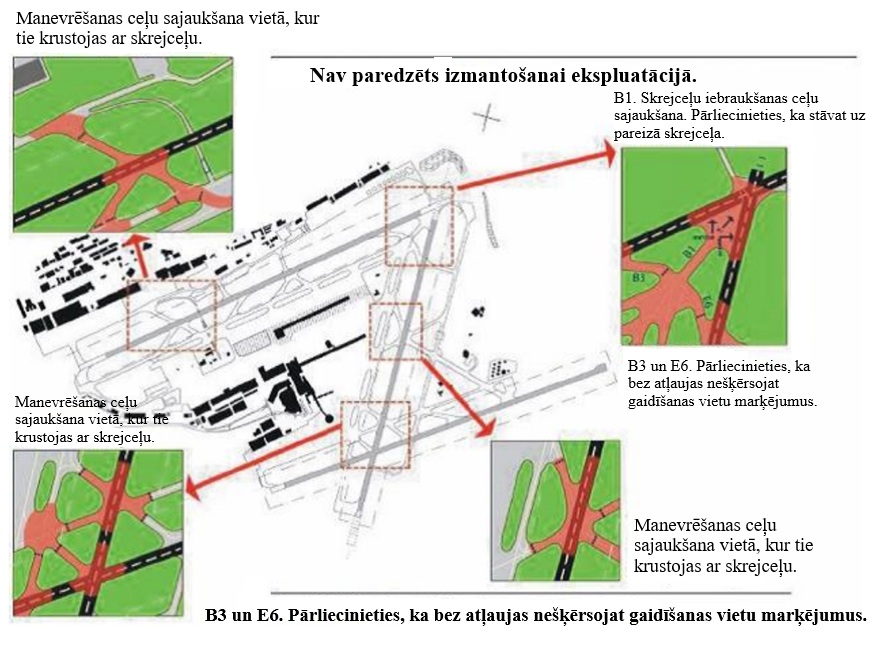 Manevrēšanas ceļu sajaukšana vietā, kur
tie krustojas ar skrejceļu.
Nav paredzēts izmantošanai ekspluatācijā.
B1. Skrejceļu iebraukšanas ceļu
sajaukšana. Pārliecinieties, ka stāvat uz
pareizā skrejceļa.
B1
B3
E6
B3 un E6. Pārliecinieties, ka
bez atļaujas nešķērsojat
gaidīšanas vietu marķējumus.
Manevrēšanas ceļu
sajaukšana vietā, kur tie
krustojas ar skrejceļu.
Manevrēšanas ceļu
sajaukšana vietā, kur tie
krustojas ar skrejceļu.
B3 un E6. Pārliecinieties, ka bez atļaujas nešķērsojat gaidīšanas vietu marķējumus.